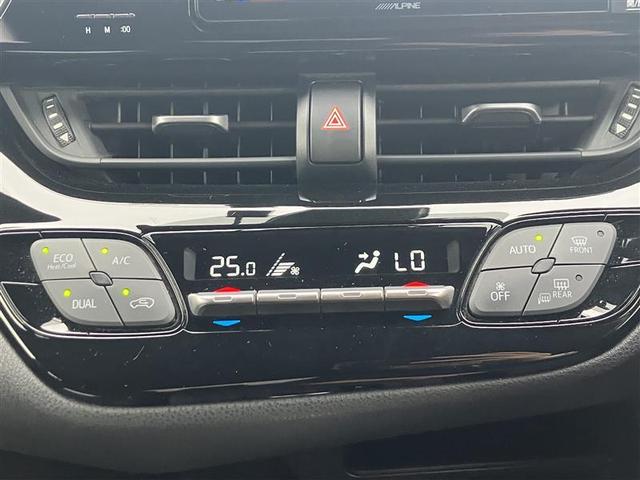 H M :00
ALPINE
ECO
Heat/Cool
A/C
DUAL
25.0
LO
AUTO
FRONT
OFF
REAR